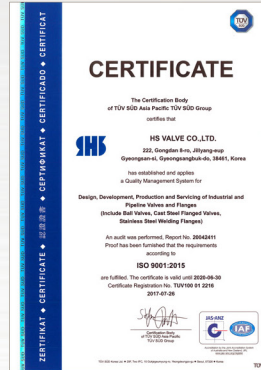 TÜV
CERTIFICATE
The Certification Body
of TÜV SÜD Asia Pacific TÜV SÜD Group
certifies that
SHS
HS VALVE CO.,LTD.
222, Gongdan 8-ro, Jillyang-eup
Gyeongsan-si, Gyeongsangbuk-do, 38461, Korea
has established and applies
a Quality Management System for
Design, Development, Production and Servicing of Industrial and
Pipeline Valves and Flanges
(Include Ball Valves, Cast Steel Flanged Valves,
Stainless Steel Welding Flanges)
An audit was performed, Report No. 20042411
Proof has been furnished that the requirements
according to
ISO 9001:2015
are fulfilled. The certificate is valid until 2020-06-30
Certificate Registration No. TUV100 01 2216
2017-07-26
Certification Body
of TÜV SÜD Asia Pacific
TÜV SÜD Group
JAS-ANZ
IAF
ZERTIFIKAT ◆ CERTIFICATE ◆
◆ СЕРТИФИКАТ ◆ CERTIFICADO ◆ CERTIFICAT